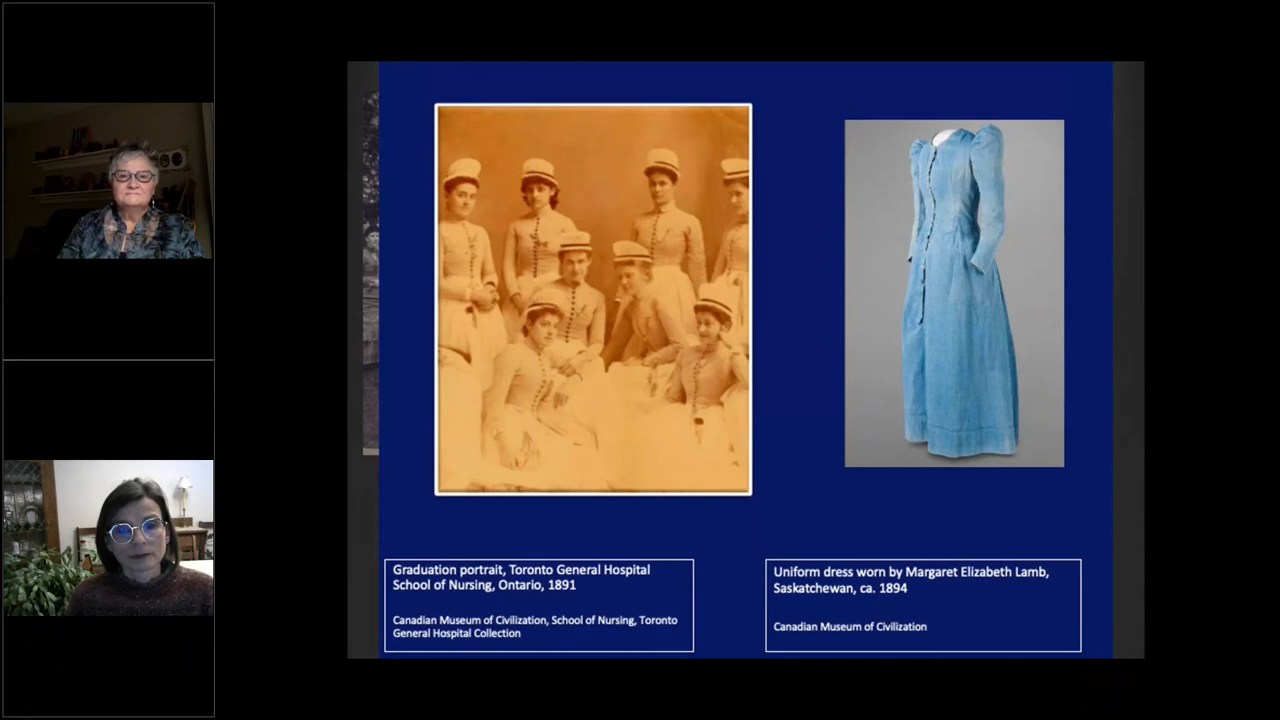 Graduation portrait, Toronto General Hospital
School of Nursing, Ontario, 1891
Canadian Museum of Civilization, School of Nursing, Toronto
General Hospital Collection
Uniform dress worn by Margaret Elizabeth Lamb,
Saskatchewan, ca. 1894
Canadian Museum of Civilization